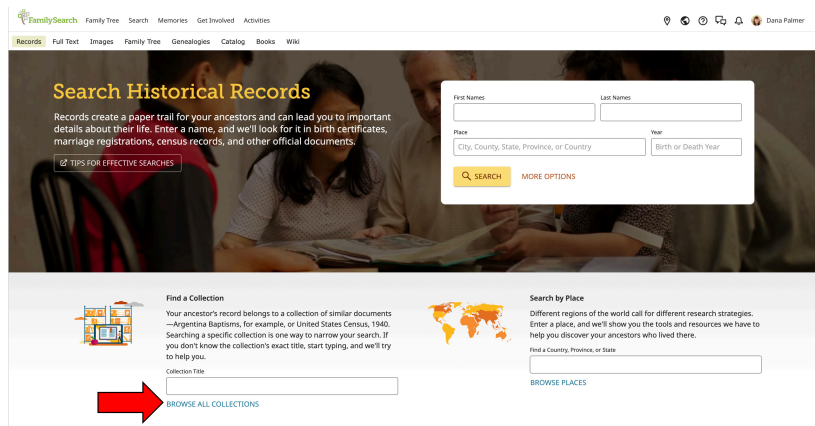 FamilySearch Family Tree Search Memories Get Involved Activities Dana Palmer
Records Full Text Images Family Tree Genealogies Catalog Books Wiki
Search Historical Records
Records create a paper trail for your ancestors and can lead you to important
details about their life. Enter a name, and we'll look for it in birth certificates,
marriage registrations, census records, and other official documents.
TIPS FOR EFFECTIVE SEARCHES
First Names Last Names
Place Year
City, County, State, Province, or Country Birth or Death Year
SEARCH MORE OPTIONS
Find a Collection
Your ancestor's record belongs to a collection of similar documents
—Argentina Baptisms, for example, or United States Census, 1940.
Searching a specific collection is one way to narrow your search. If
you don't know the collection's exact title, start typing, and we'll try
to help you.
Collection Title
BROWSE ALL COLLECTIONS
Search by Place
Different regions of the world call for different research strategies.
Enter a place, and we'll show you the tools and resources we have to
help you discover your ancestors who lived there.
Find a Country, Province, or State
BROWSE PLACES